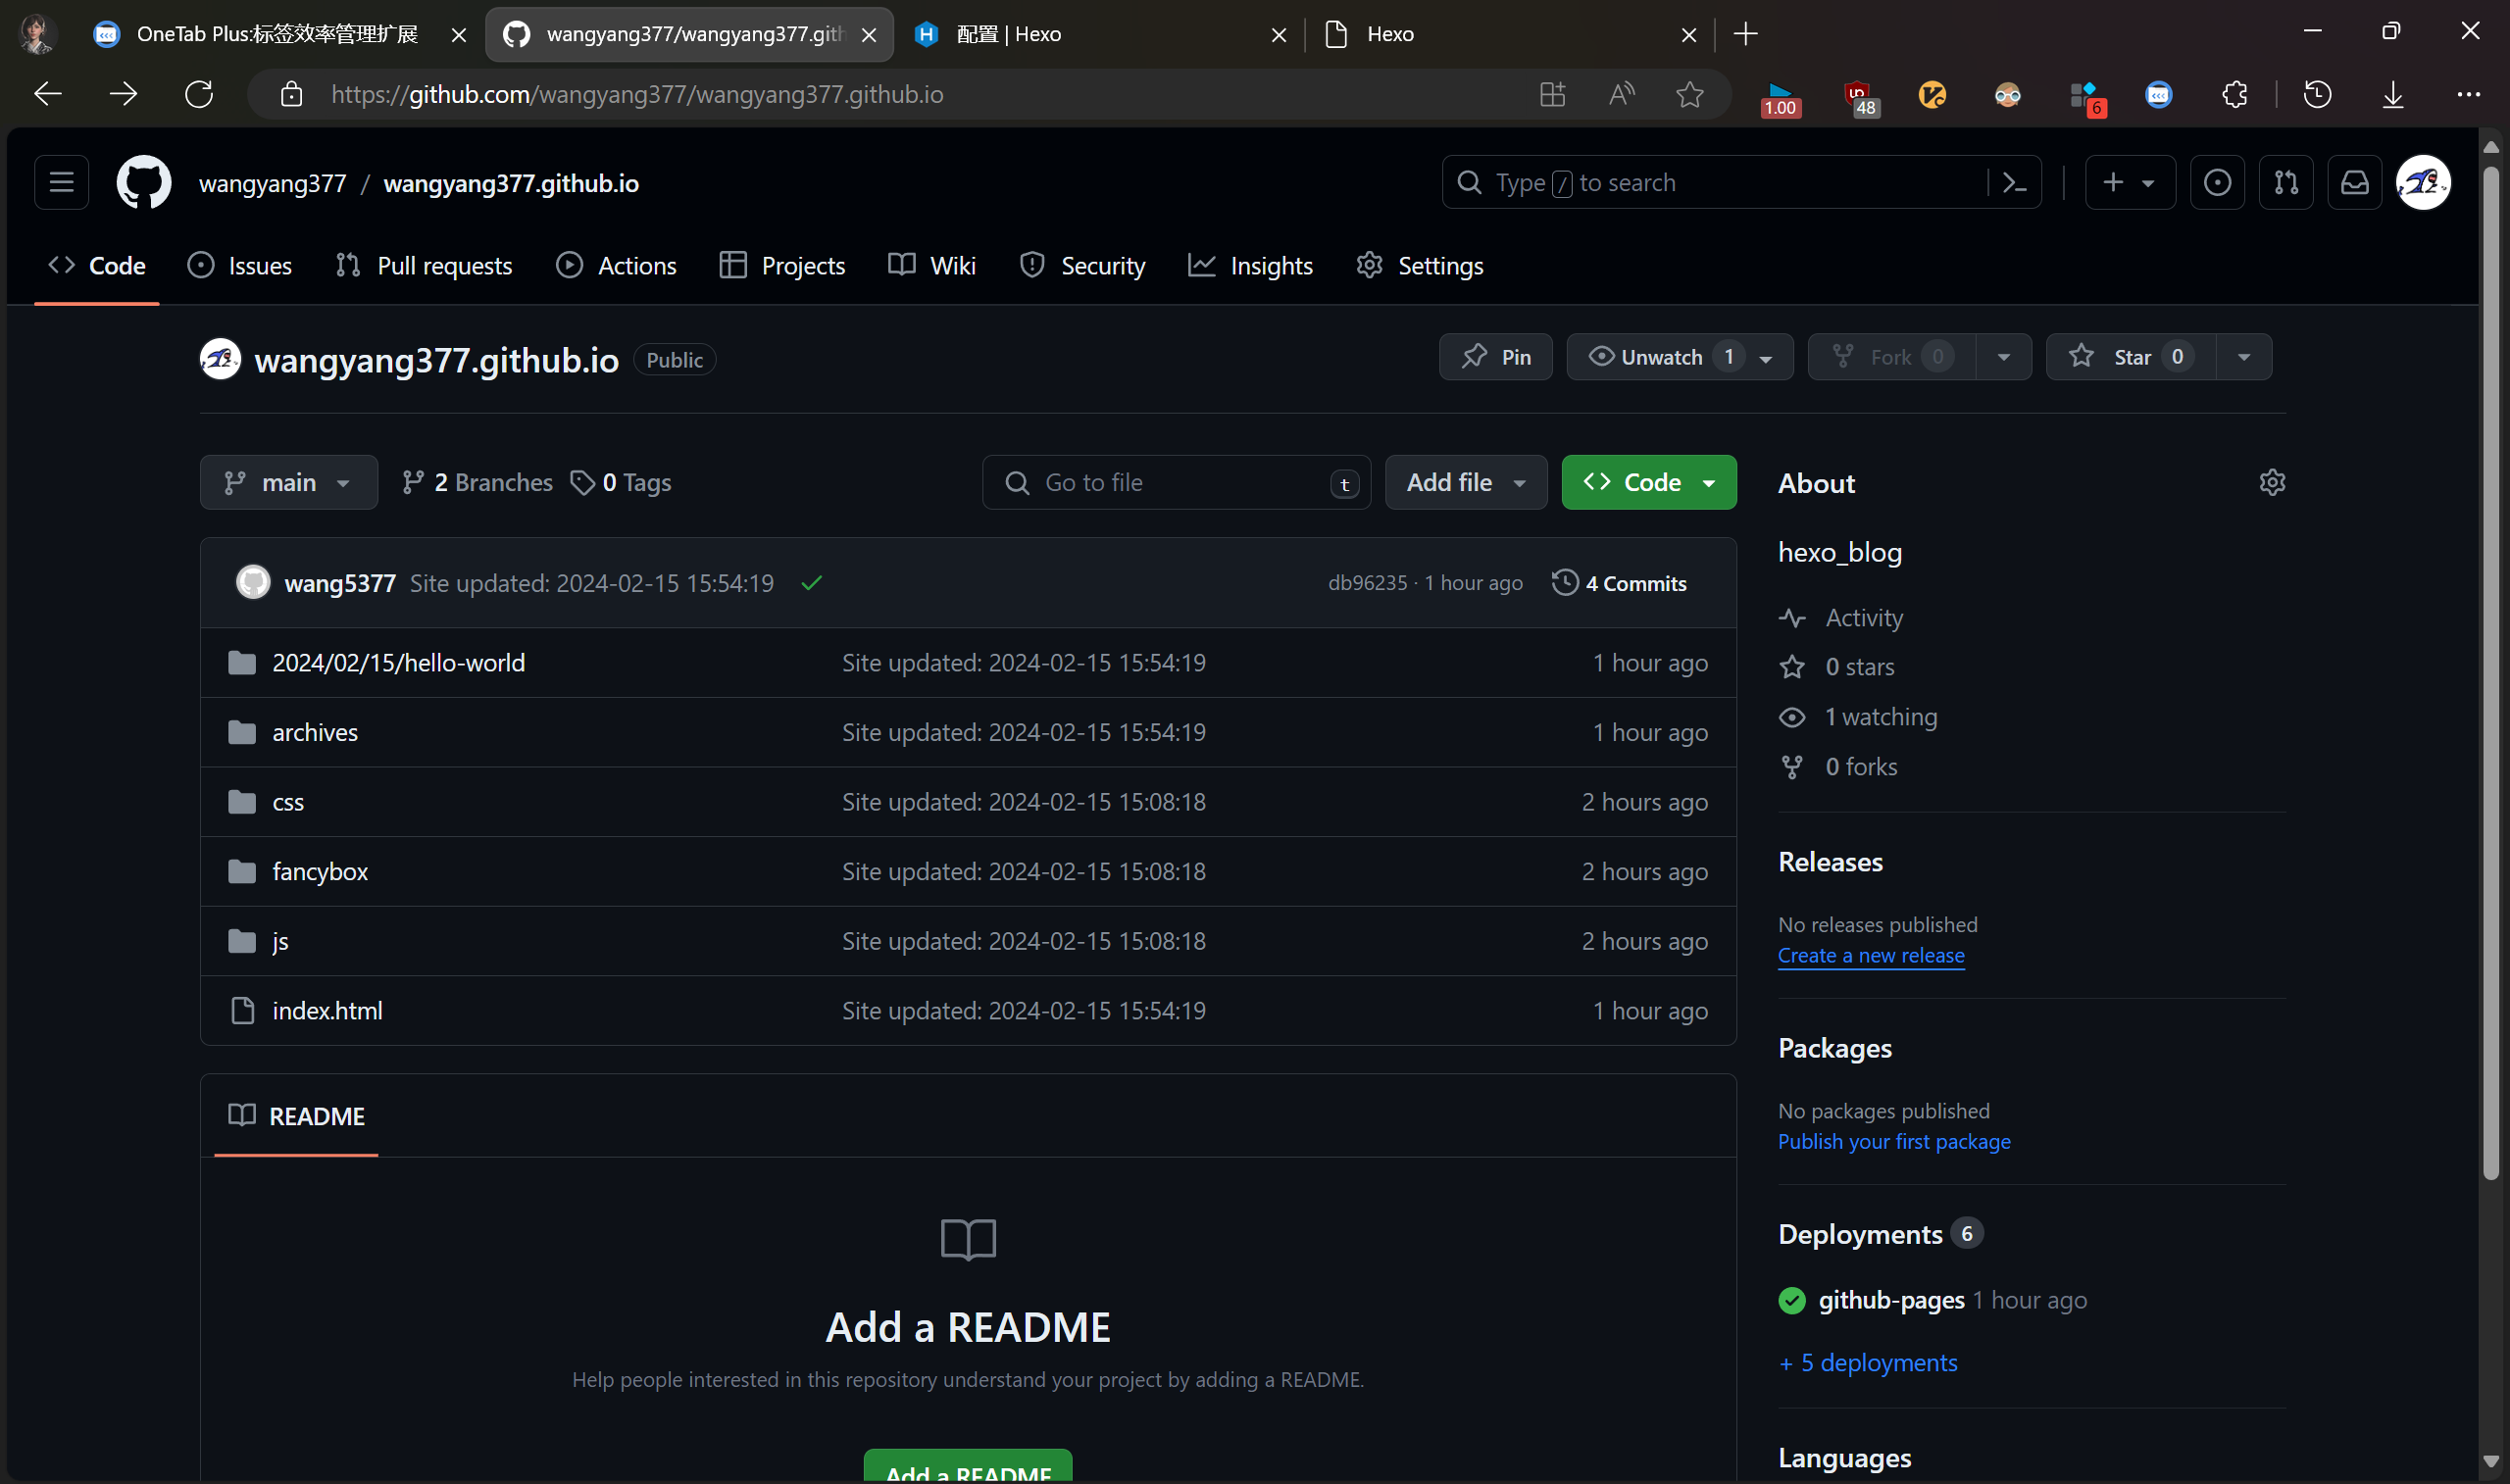 OneTab Plus:标签效率管理扩展
wangyang377/wangyang377.gith
配置 | Hexo
Hexo
https://github.com/wangyang377/wangyang377.github.io
1.00
48
6
wangyang377 / wangyang377.github.io
Type / to search
Code
Issues
Pull requests
Actions
Projects
Wiki
Security
Insights
Settings
wangyang377.github.io Public
Pin
Unwatch 1
Fork 0
Star 0
main
2 Branches
0 Tags
Go to file t
Add file
Code
wang5377 Site updated: 2024-02-15 15:54:19
db96235 · 1 hour ago
4 Commits
2024/02/15/hello-world Site updated: 2024-02-15 15:54:19 1 hour ago
archives Site updated: 2024-02-15 15:54:19 1 hour ago
css Site updated: 2024-02-15 15:08:18 2 hours ago
fancybox Site updated: 2024-02-15 15:08:18 2 hours ago
js Site updated: 2024-02-15 15:08:18 2 hours ago
index.html Site updated: 2024-02-15 15:54:19 1 hour ago
README
Add a README
Help people interested in this repository understand your project by adding a README.
Add a README
About
hexo_blog
Activity
0 stars
1 watching
0 forks
Releases
No releases published
Create a new release
Packages
No packages published
Publish your first package
Deployments 6
github-pages 1 hour ago
+ 5 deployments
Languages